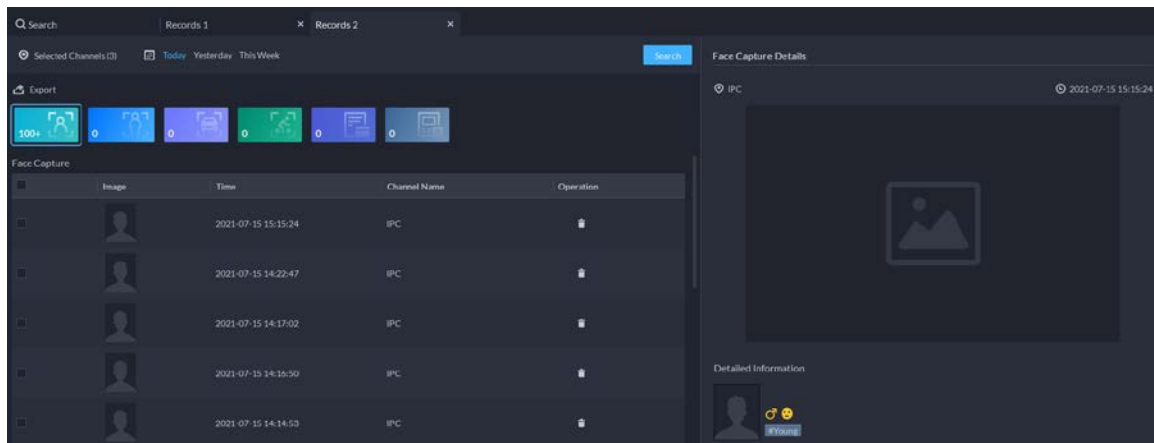 Search
Records 1
Records 2
Selected Channels (3)
Today Yesterday This Week
Search
Export
100+
0
0
0
0
0
Face Capture
Image Time Channel Name Operation
2021-07-15 15:15:24 IPC
2021-07-15 14:22:47 IPC
2021-07-15 14:17:02 IPC
2021-07-15 14:16:50 IPC
2021-07-15 14:14:53 IPC
Face Capture Details
IPC
2021-07-15 15:15:24
Detailed Information
#Young